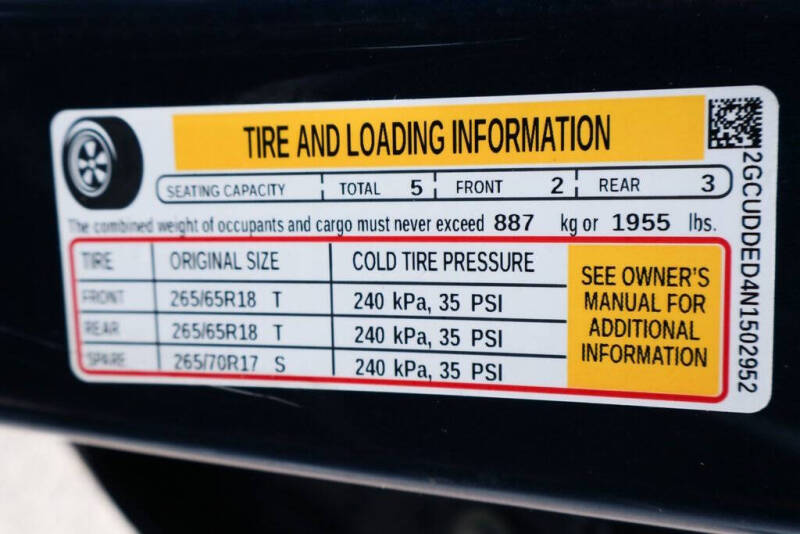 TIRE AND LOADING INFORMATION
SEATING CAPACITY TOTAL 5 FRONT 2 REAR 3
The combined weight of occupants and cargo must never exceed 887 kg or 1955 lbs.
TIRE ORIGINAL SIZE COLD TIRE PRESSURE
FRONT 265/65R18 T 240 kPa, 35 PSI
REAR 265/65R18 T 240 kPa, 35 PSI
SPARE 265/70R17 S 240 kPa, 35 PSI
SEE OWNER'S
MANUAL FOR
ADDITIONAL
INFORMATION
2GCUDDED4N1502952